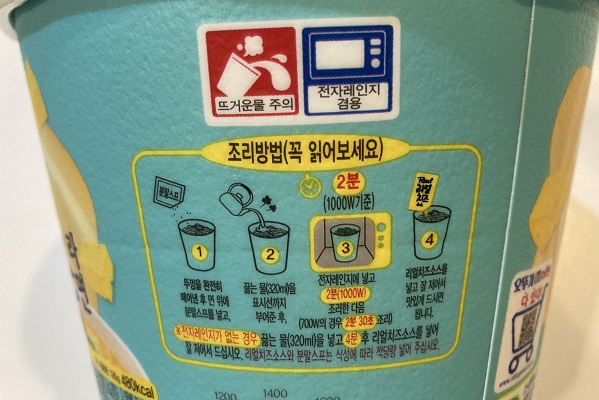 뜨거운물 주의
전자레인지
겸용
조리방법(꼭 읽어보세요)
2분
(1000W기준)
분말스프
Real
리얼
치즈
1
2
3
4
뚜껑을 완전히
떼어낸 후 면 위에
분말스프를 넣고,
끓는 물(320ml)을
표시선까지
부어준 후,
전자레인지에 넣고
2분(1000W)
조리한 다음
(700W의 경우 2분 30초 조리)
리얼치즈소스를
넣고 잘 저어서
맛있게 드시면
됩니다.
※전자레인지가 없는 경우 끓는 물(320ml)을 넣고 4분 후 리얼치즈소스를 넣어
잘 저어서 드십시오. 리얼치즈소스와 분말스프는 식성에 따라 적당량 넣어 주십시오.
오뚜기
480kcal
1200
1400